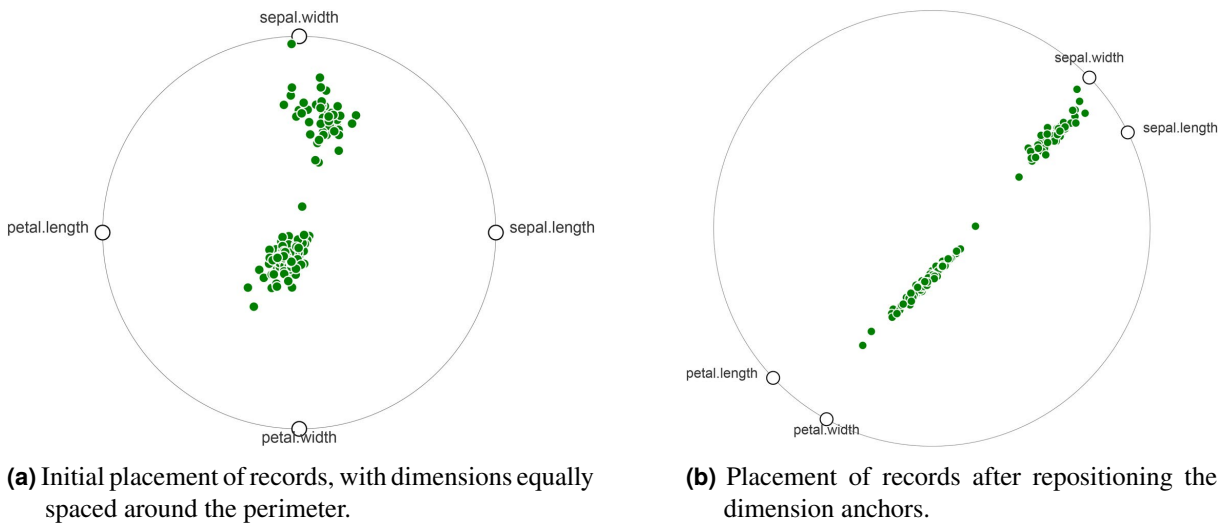 sepal.width
petal.length
sepal.length
petal.width
(a) Initial placement of records, with dimensions equally
spaced around the perimeter.
sepal.width
sepal.length
petal.length
petal.width
(b) Placement of records after repositioning the
dimension anchors.